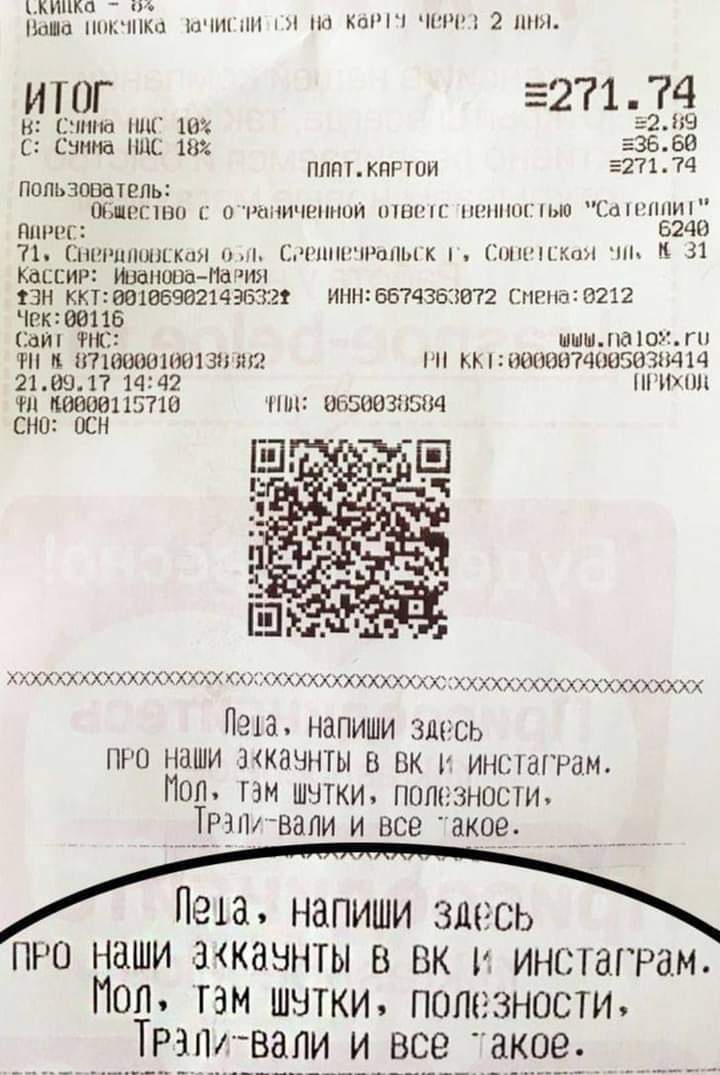 Скидка - 8%
Ваша покупка зачислится на карту через 2 дня.
ИТОГ ≡271.74
В: Сумма НДС 10% ≡2.89
С: Сумма НДС 18% ≡36.60
ПЛАТ.КАРТОЙ ≡271.74
Пользователь:
Общество с ограниченной ответственностью "Сателлит"
Адрес: 6240
71, Свердловская обл. Среднеуральск г, Советская ул, № 31
Кассир: Иванова-Мария
ЗН ККТ:00106902149632 ИНН:6674363072 Смена:0212
Чек:00116
Сайт ФНС: www.nalog.ru
ФН № 8710000100138382 РН ККТ:0000074005038414
21.09.17 14:42 ПРИХОД
ФД №0000115710 ФПД: 0650038584
СНО: ОСН
Леша, напиши здесь
про наши аккаунты в вк и инстаграм.
Мол, там шутки, полезности,
Трали-вали и все такое.
Леша, напиши здесь
про наши аккаунты в вк и инстаграм.
Мол, там шутки, полезности,
Трали-вали и все такое.